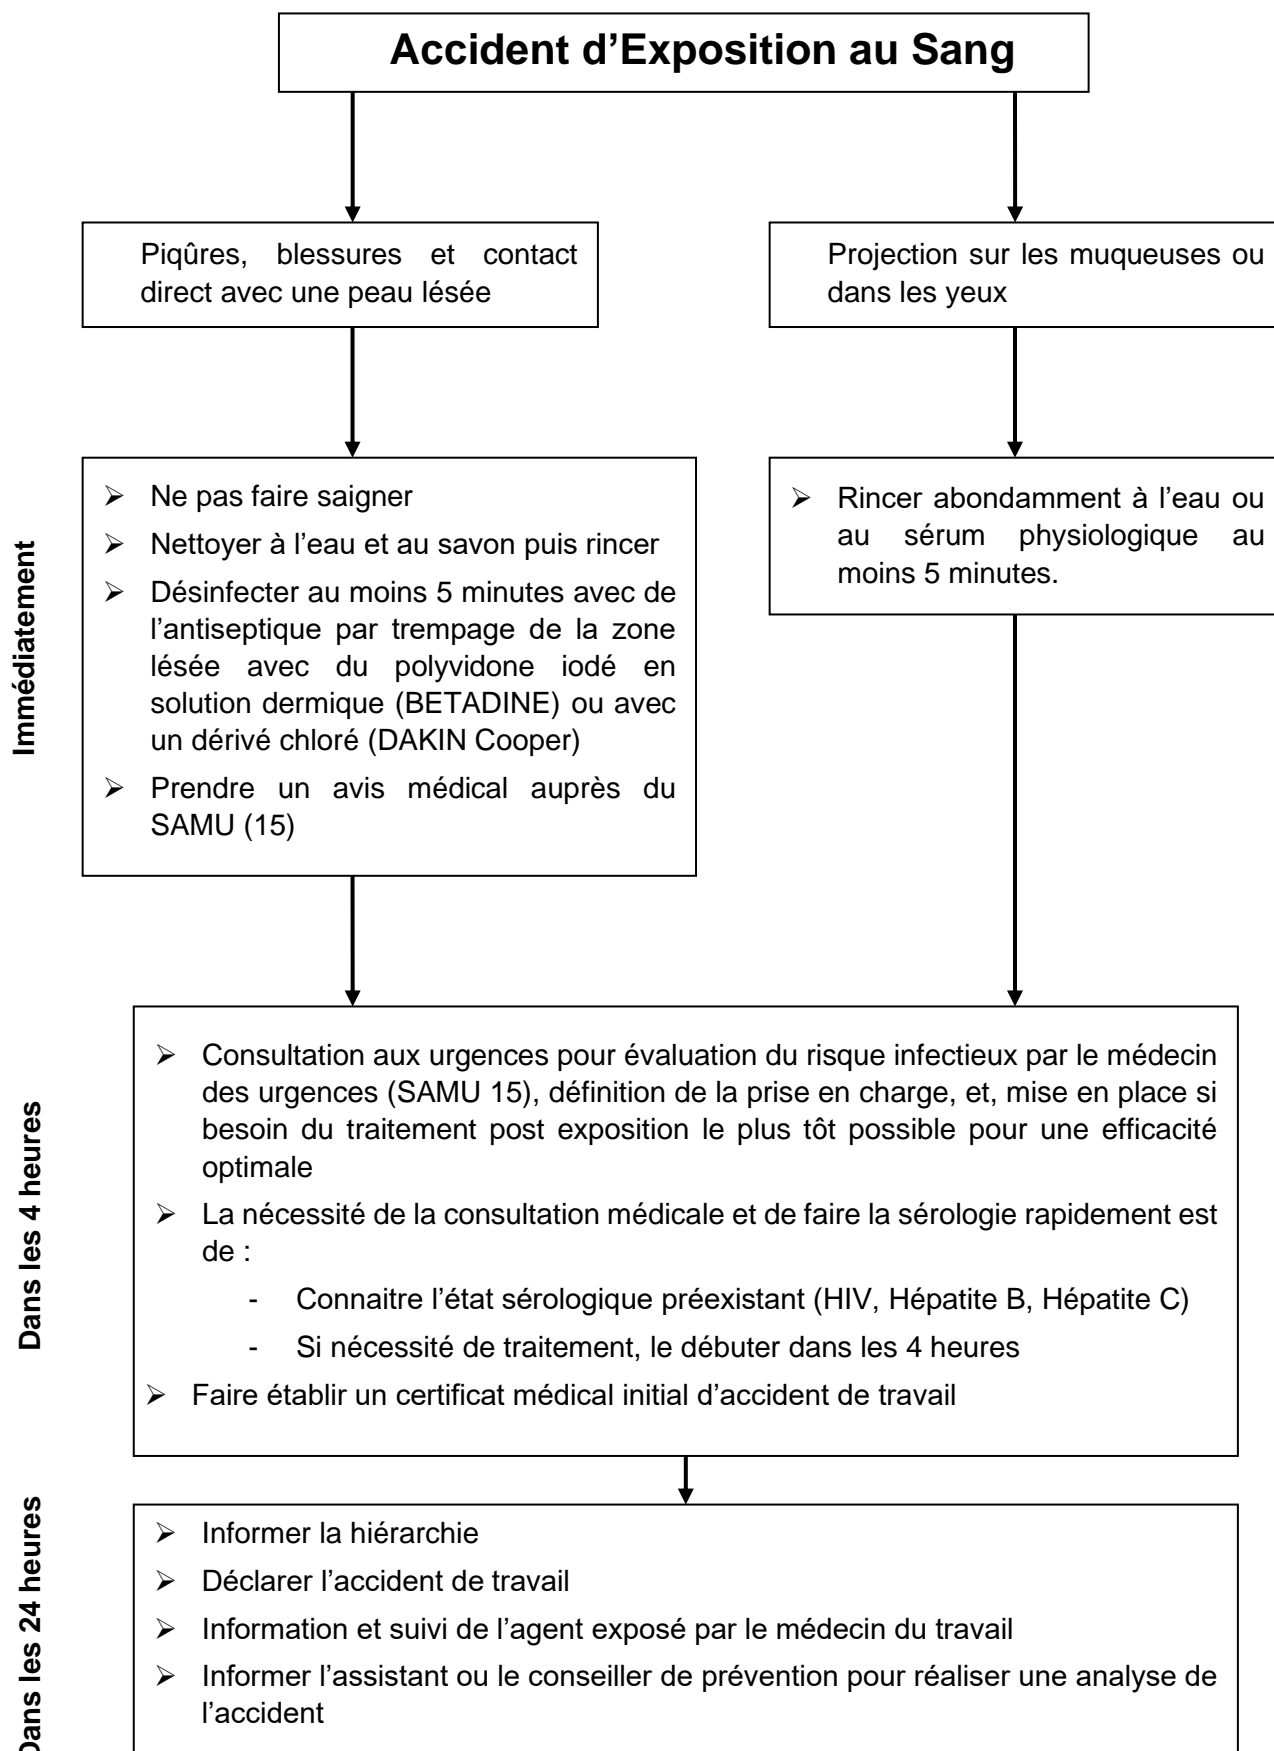 Accident d’Exposition au Sang
Piqûres, blessures et contact
direct avec une peau lésée
Projection sur les muqueuses ou
dans les yeux
Immédiatement
➢ Ne pas faire saigner
➢ Nettoyer à l’eau et au savon puis rincer
➢ Désinfecter au moins 5 minutes avec de
l’antiseptique par trempage de la zone
lésée avec du polyvidone iodé en
solution dermique (BETADINE) ou avec
un dérivé chloré (DAKIN Cooper)
➢ Prendre un avis médical auprès du
SAMU (15)
➢ Rincer abondamment à l’eau ou
au sérum physiologique au
moins 5 minutes.
Dans les 4 heures
➢ Consultation aux urgences pour évaluation du risque infectieux par le médecin
des urgences (SAMU 15), définition de la prise en charge, et, mise en place si
besoin du traitement post exposition le plus tôt possible pour une efficacité
optimale
➢ La nécessité de la consultation médicale et de faire la sérologie rapidement est
de :
- Connaitre l’état sérologique préexistant (HIV, Hépatite B, Hépatite C)
- Si nécessité de traitement, le débuter dans les 4 heures
➢ Faire établir un certificat médical initial d’accident de travail
Dans les 24 heures
➢ Informer la hiérarchie
➢ Déclarer l’accident de travail
➢ Information et suivi de l’agent exposé par le médecin du travail
➢ Informer l’assistant ou le conseiller de prévention pour réaliser une analyse de
l’accident